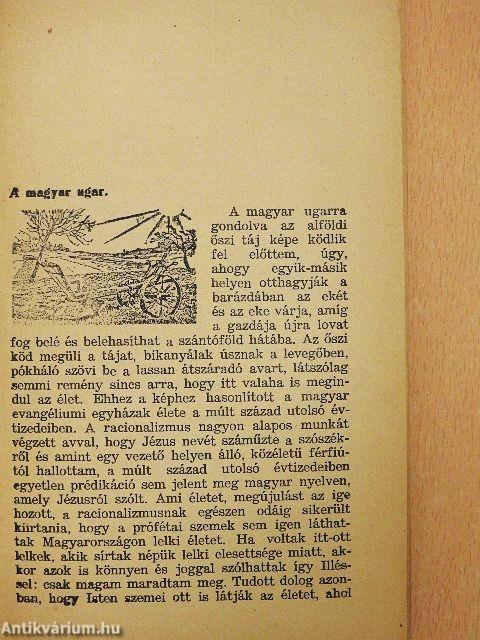 A magyar ugar.
A magyar ugarra
gondolva az alföldi
őszi táj képe ködlik
fel előttem, úgy,
ahogy egyik-másik
helyen otthagyják a
barázdában az ekét
és az eke várja, amíg
a gazdája újra lovat
fog belé és belehasíthat a szántóföld hátába. Az őszi
köd megüli a tájat, bikanyálak úsznak a levegőben,
pókháló szövi be a lassan átszáradó avart, látszólag
semmi remény sincs arra, hogy itt valaha is megin-
dul az élet. Ehhez a képhez hasonlított a magyar
evangéliumi egyházak élete a múlt század utolsó év-
tizedeiben. A racionalizmus nagyon alapos munkát
végzett avval, hogy Jézus nevét száműzte a szószék-
ről és amint egy vezető helyen álló, közéletű férfiú-
tól hallottam, a múlt század utolsó évtizedeiben
egyetlen prédikáció sem jelent meg magyar nyelven,
amely Jézusról szólt. Ami életet, megújulást az ige
hozott, a racionalizmusnak egészen odáig sikerült
kiirtania, hogy a prófétai szemek sem igen láthat-
tak Magyarországon lelki életet. Ha voltak itt-ott
lelkek, akik sírtak népük lelki elesettsége miatt, ak-
kor azok is könnyen és joggal szólhattak így Illés-
sel: csak magam maradtam meg. Tudott dolog azon-
ban, hogy Isten szemei ott is látják az életet, ahol
Antikvárium.hu